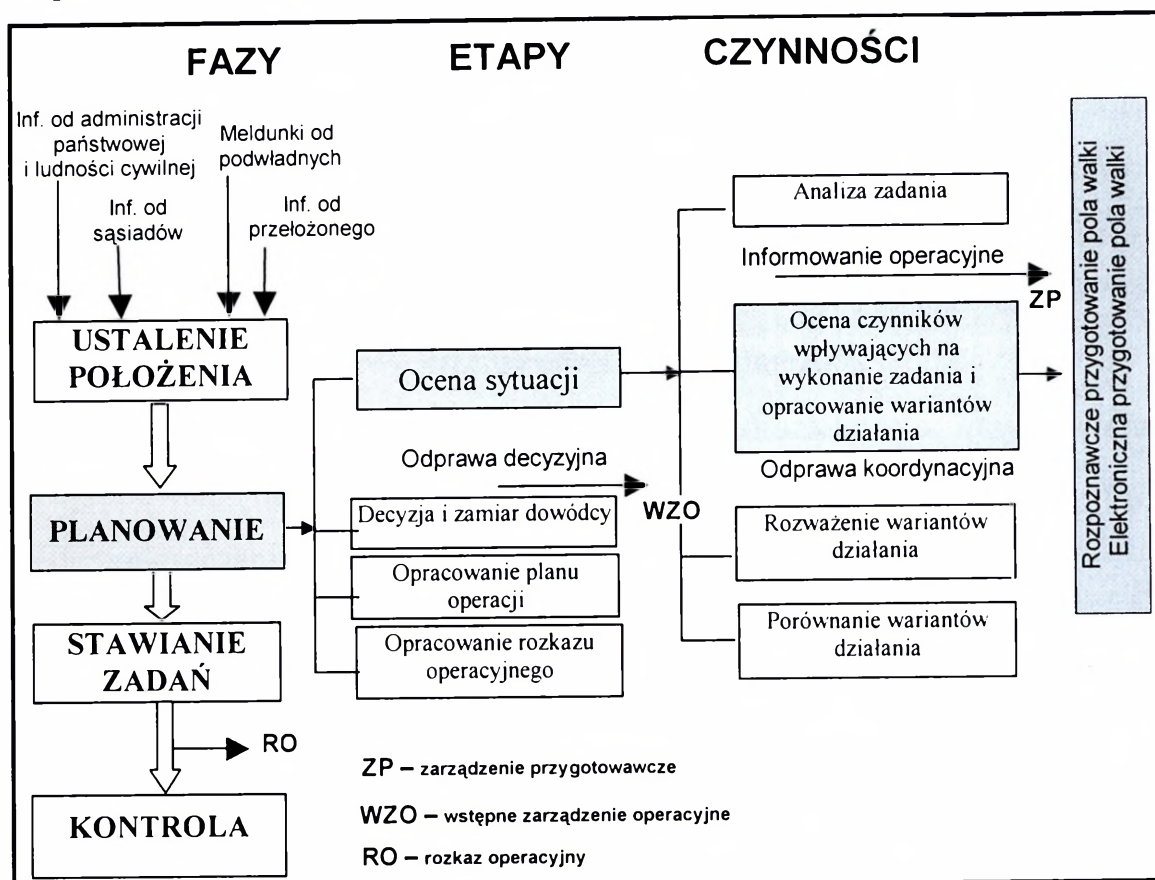 FAZY
ETAPY
CZYNNOŚCI
Inf. od administracji
państwowej
i ludności cywilnej
Meldunki od
podwładnych
Inf. od
sąsiadów
Inf. od
przełożonego
USTALENIE
POŁOŻENIA
PLANOWANIE
STAWIANIE
ZADAŃ
RO
KONTROLA
Ocena sytuacji
Odprawa decyzyjna
WZO
Decyzja i zamiar dowódcy
Opracowanie planu
operacji
Opracowanie rozkazu
operacyjnego
Analiza zadania
Informowanie operacyjne
ZP
Ocena czynników
wpływających na
wykonanie zadania i
opracowanie wariantów
działania
Odprawa koordynacyjna
Rozważenie wariantów
działania
Porównanie wariantów
działania
Rozpoznawcze przygotowanie pola walki
Elektroniczna przygotowanie pola walki
ZP – zarządzenie przygotowawcze
WZO – wstępne zarządzenie operacyjne
RO – rozkaz operacyjny